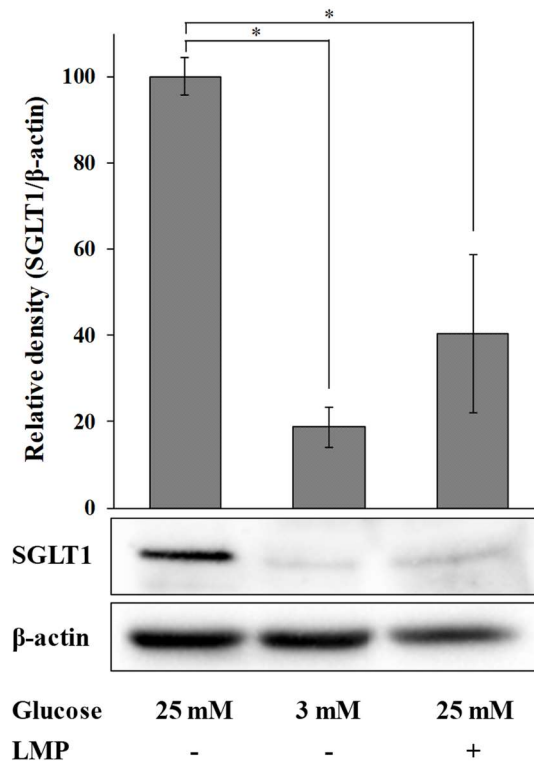 *
*
Relative density (SGLT1/β-actin)
100
80
60
40
20
0
SGLT1
β-actin
Glucose 25 mM 3 mM 25 mM
LMP - - +